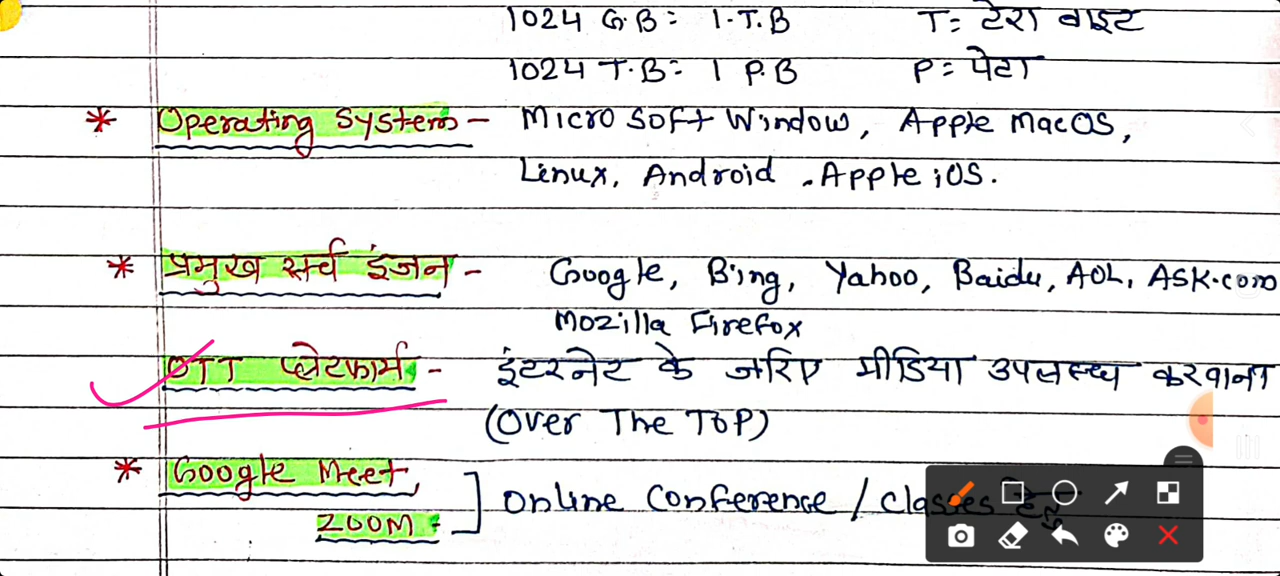 1024 G.B = 1.T.B T = टेरा बाइट
1024 T.B = 1 P.B P = पेटा
* Operating System - Microsoft Window, Apple MacOS,
Linux, Android. Apple iOS.
* प्रमुख सर्च इंजन - Google, Bing, Yahoo, Baidu, AOL, ASK.com
Mozilla Firefox
OTT प्लेटफार्म - इंटरनेट के जरिए मीडिया उपलब्ध करवाना
(Over The Top)
* Google Meet,
ZOOM - ] Online Conference / Classes हेतु